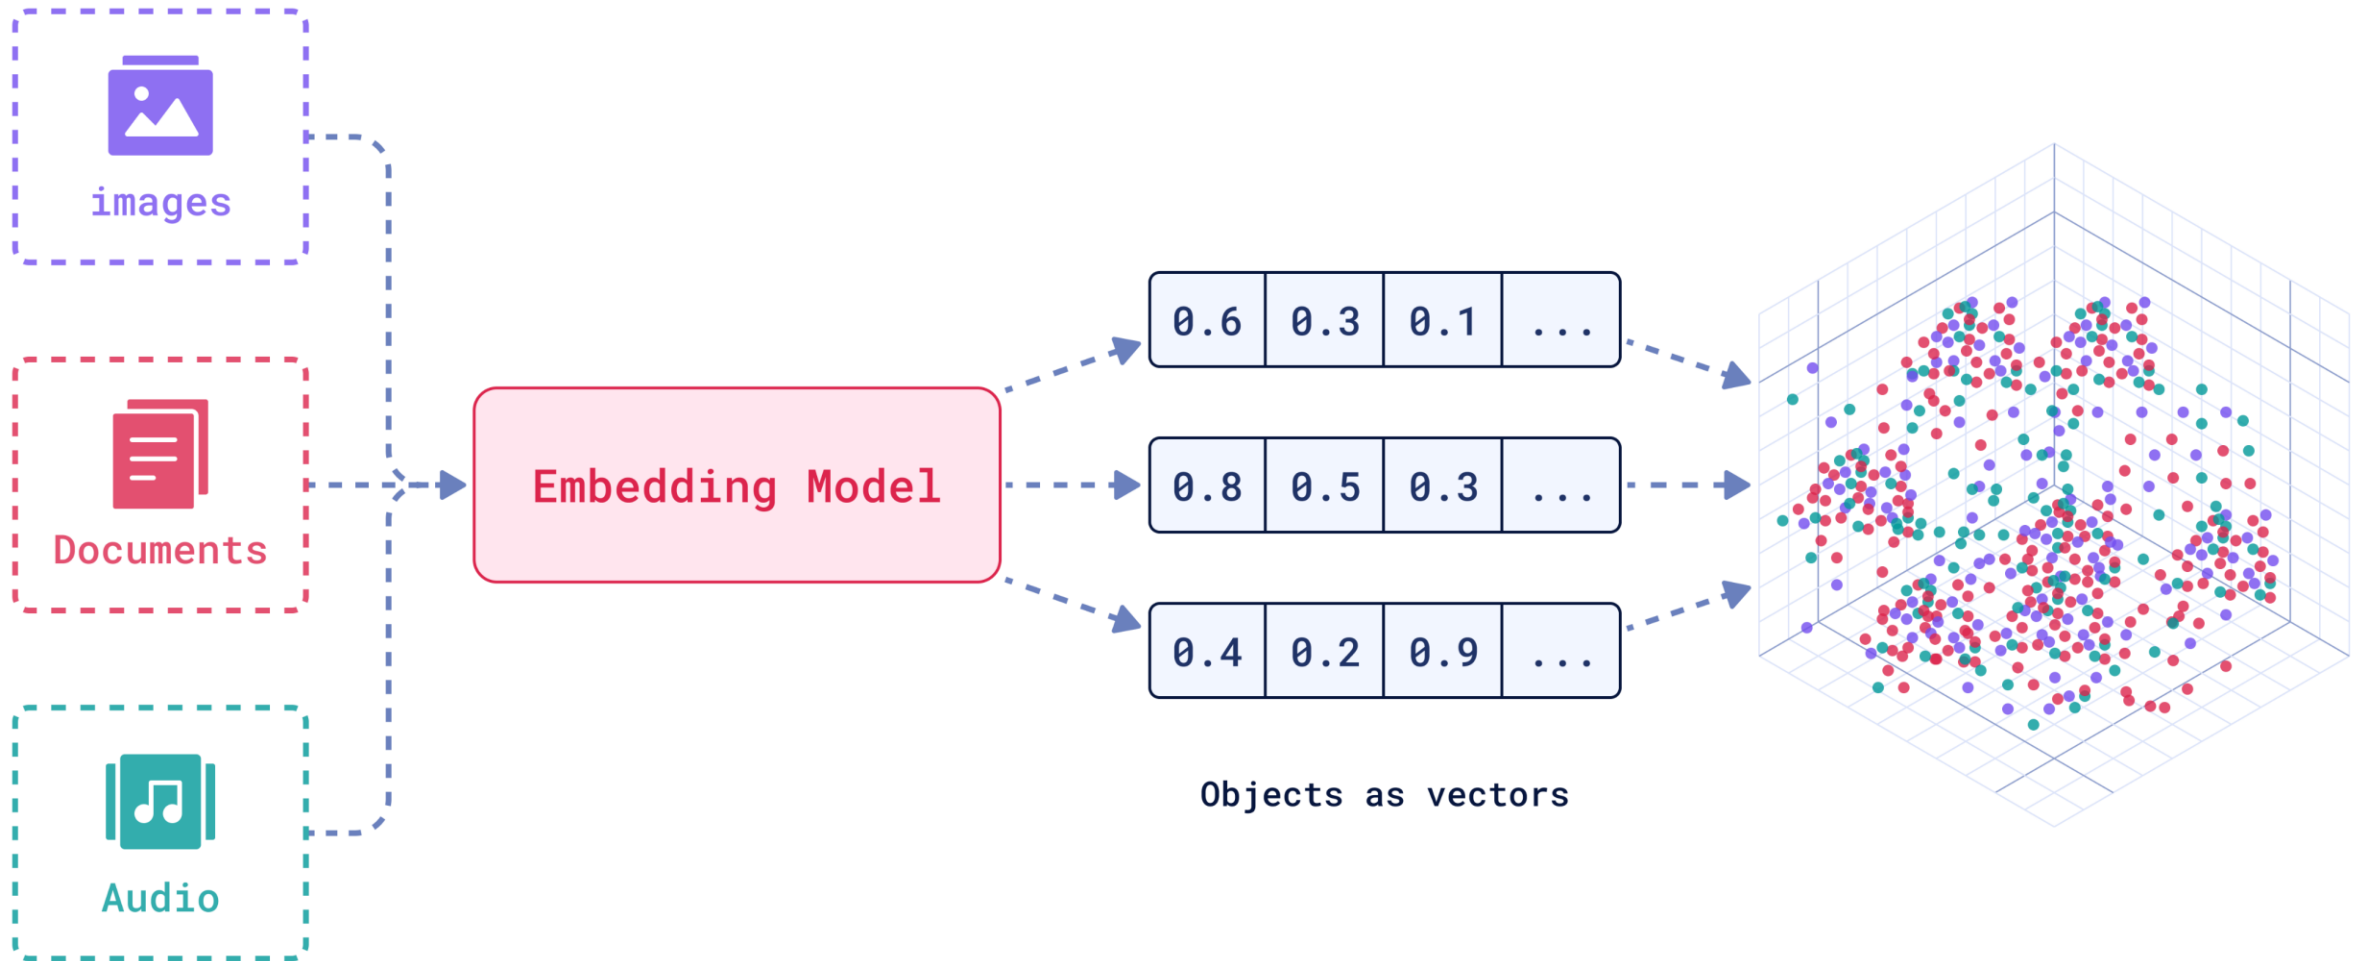 images
Documents
Audio
Embedding Model
0.6 0.3 0.1 ...
0.8 0.5 0.3 ...
0.4 0.2 0.9 ...
Objects as vectors